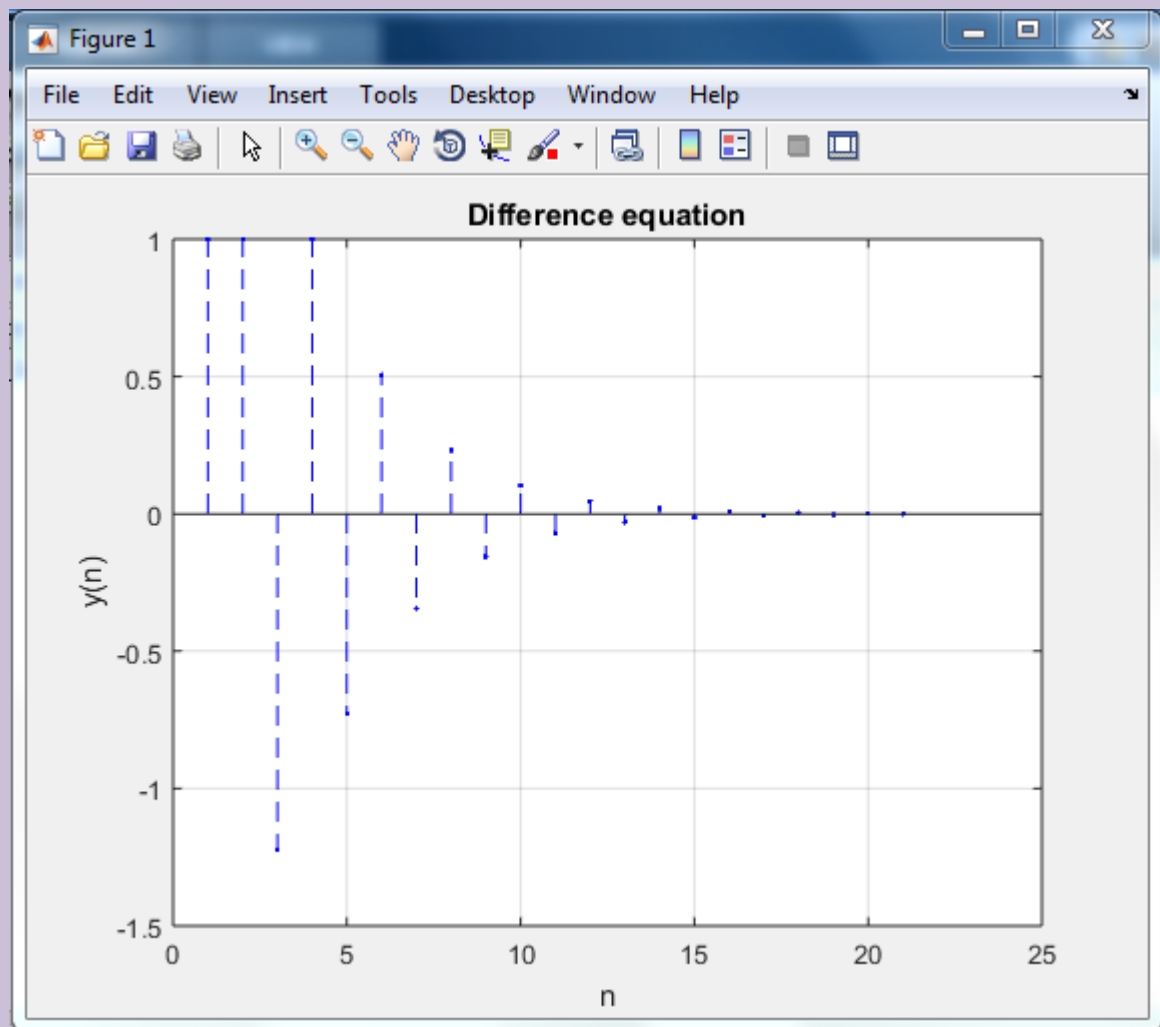 Figure 1
File Edit View Insert Tools Desktop Window Help
Difference equation
1
0.5
0
-0.5
-1
-1.5
y(n)
0 5 10 15 20 25
n